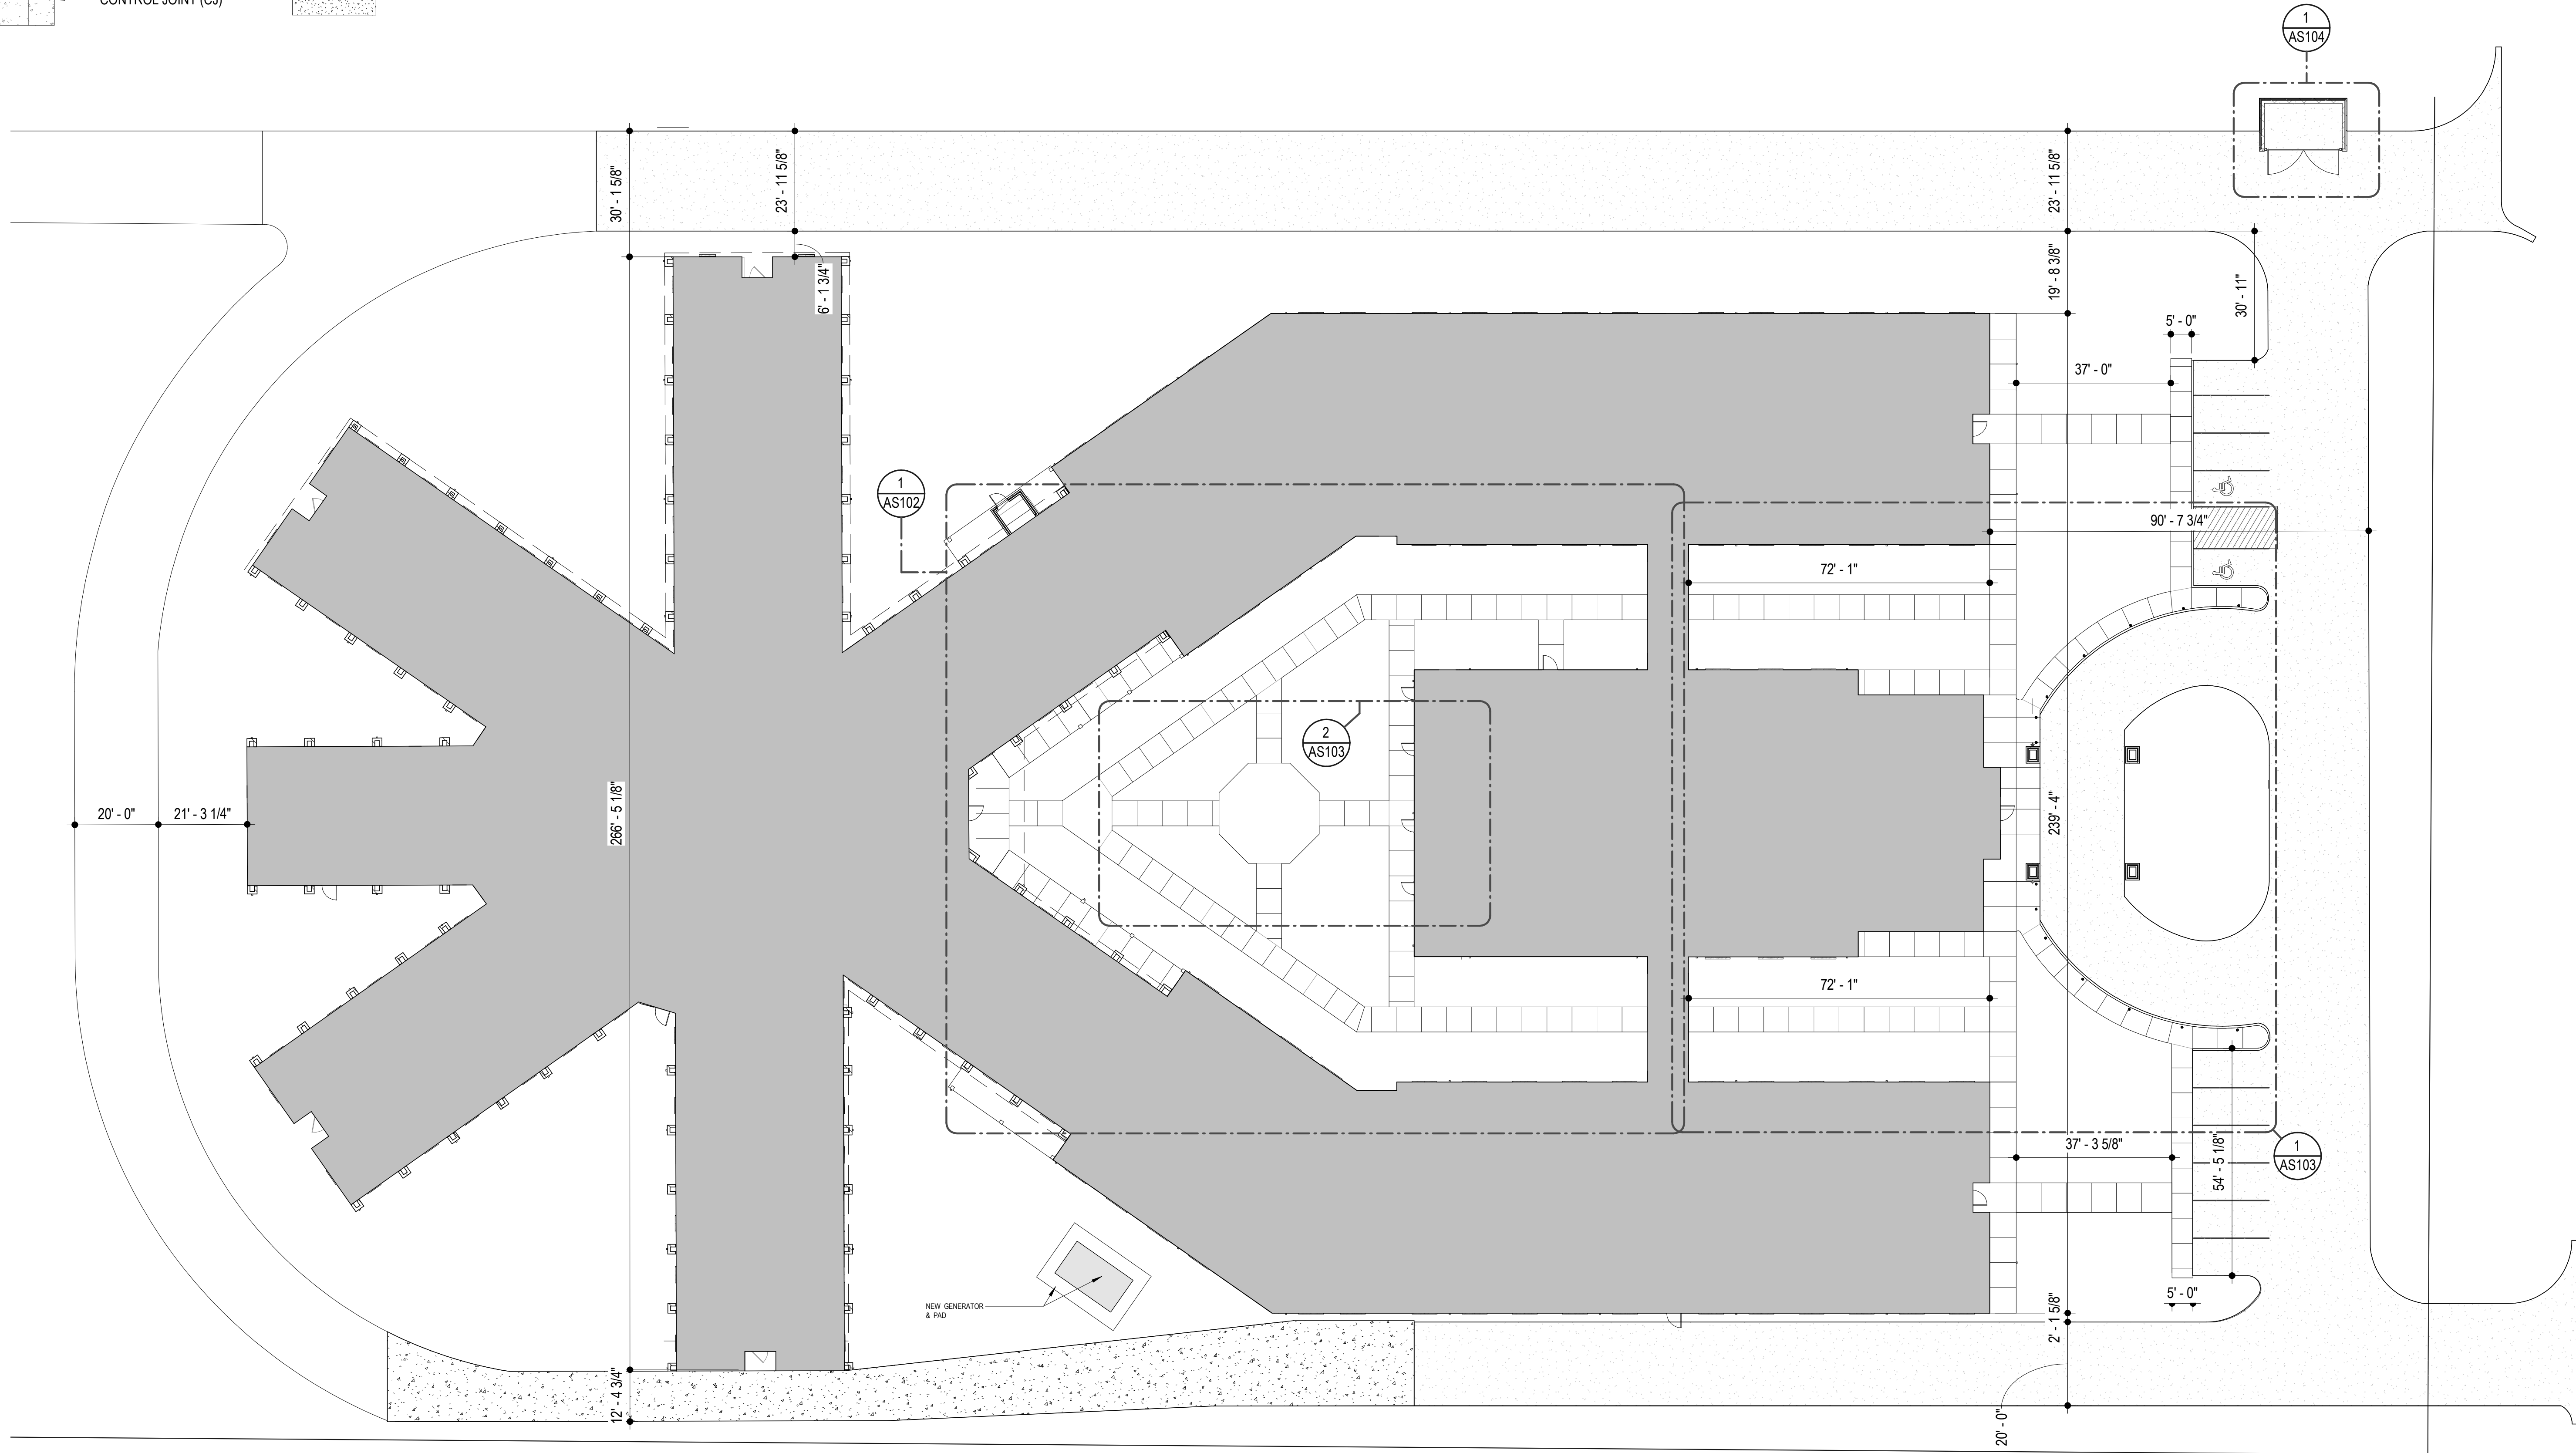 CONTROL JOINT (CJ)
1
AS104
30' - 1 5/8"
23' - 11 5/8"
23' - 11 5/8"
6' - 1 3/4"
19' - 8 3/8"
30' - 11"
5' - 0"
37' - 0"
1
AS102
90' - 7 3/4"
72' - 1"
2
AS103
20' - 0"
21' - 3 1/4"
266' - 5 1/8"
239' - 4"
72' - 1"
37' - 3 5/8"
54' - 5 1/8"
1
AS103
NEW GENERATOR
& PAD
5' - 0"
2' - 1 5/8"
12' - 4 3/4"
20' - 0"